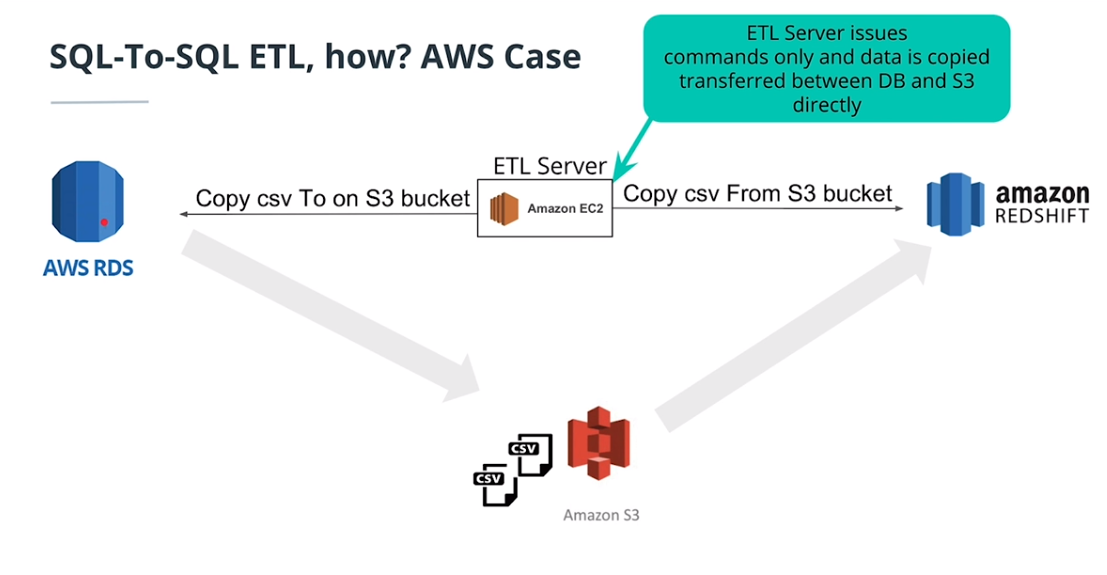 SQL-To-SQL ETL, how? AWS Case
ETL Server issues
commands only and data is copied
transferred between DB and S3
directly
ETL Server
Copy csv To on S3 bucket
Amazon EC2
Copy csv From S3 bucket
amazon
REDSHIFT
AWS RDS
CSV
CSV
Amazon S3